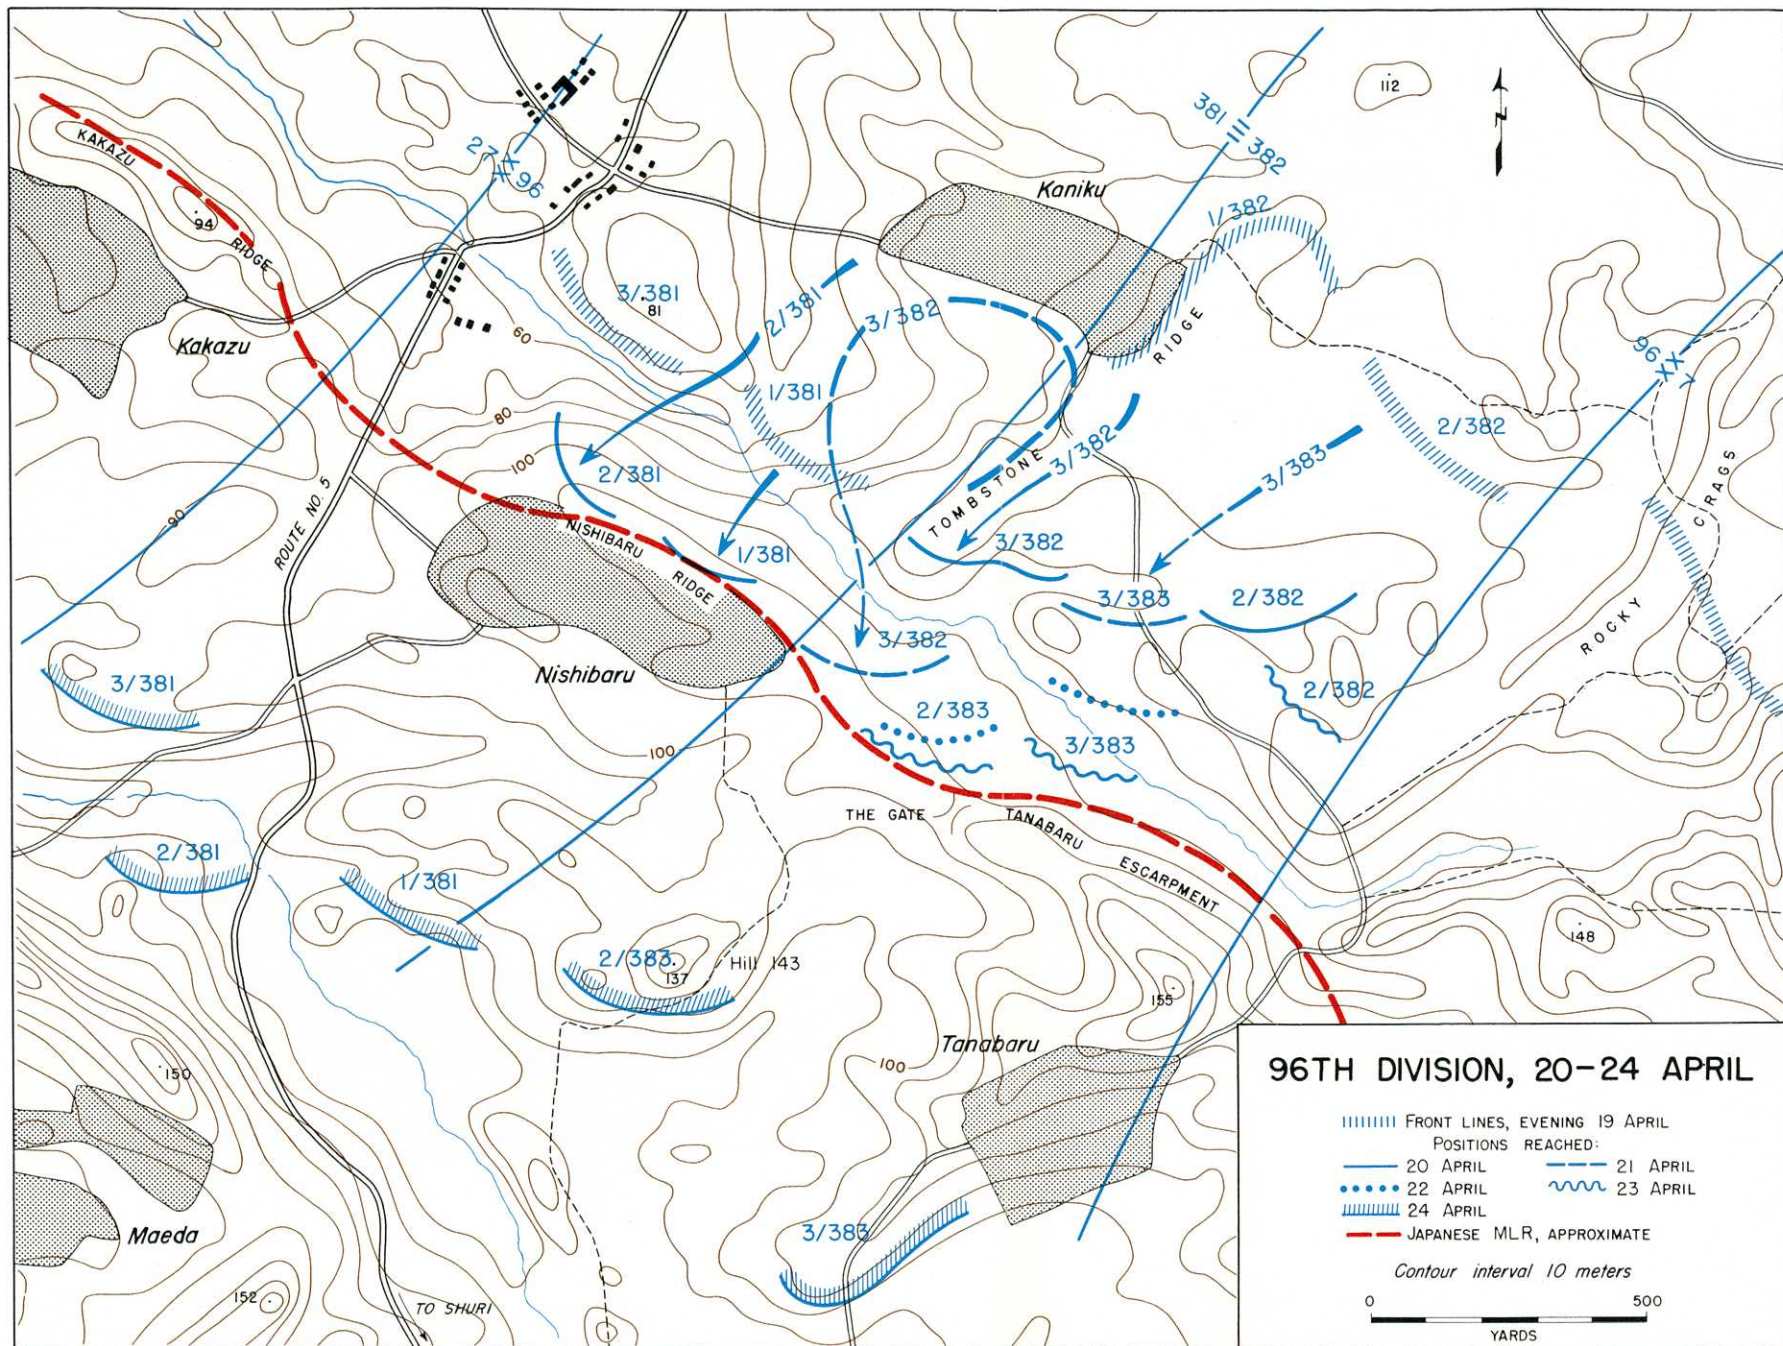 112
381
382
27 XX 96
KAKAZU
RIDGE
94
Kaniku
1/382
3/381
81
2/381
3/382
RIDGE
96 XX 7
60
Kakazu
1/381
80
2/382
3/382
3/383
CRAGS
100
2/381
TOMBSTONE
90
ROUTE NO. 5
NISHIBARU
RIDGE
1/381
3/382
3/383
2/382
ROCKY
3/382
Nishibaru
3/381
2/382
2/383
3/383
100
THE GATE
TANABARU
ESCARPMENT
2/381
1/381
148
2/383
137
Hill 143
155
Tanabaru
100
150
Maeda
3/383
152
TO SHURI
N
96TH DIVISION, 20-24 APRIL
FRONT LINES, EVENING 19 APRIL
POSITIONS REACHED:
20 APRIL 21 APRIL
22 APRIL 23 APRIL
24 APRIL
JAPANESE MLR, APPROXIMATE
Contour interval 10 meters
0 500
YARDS